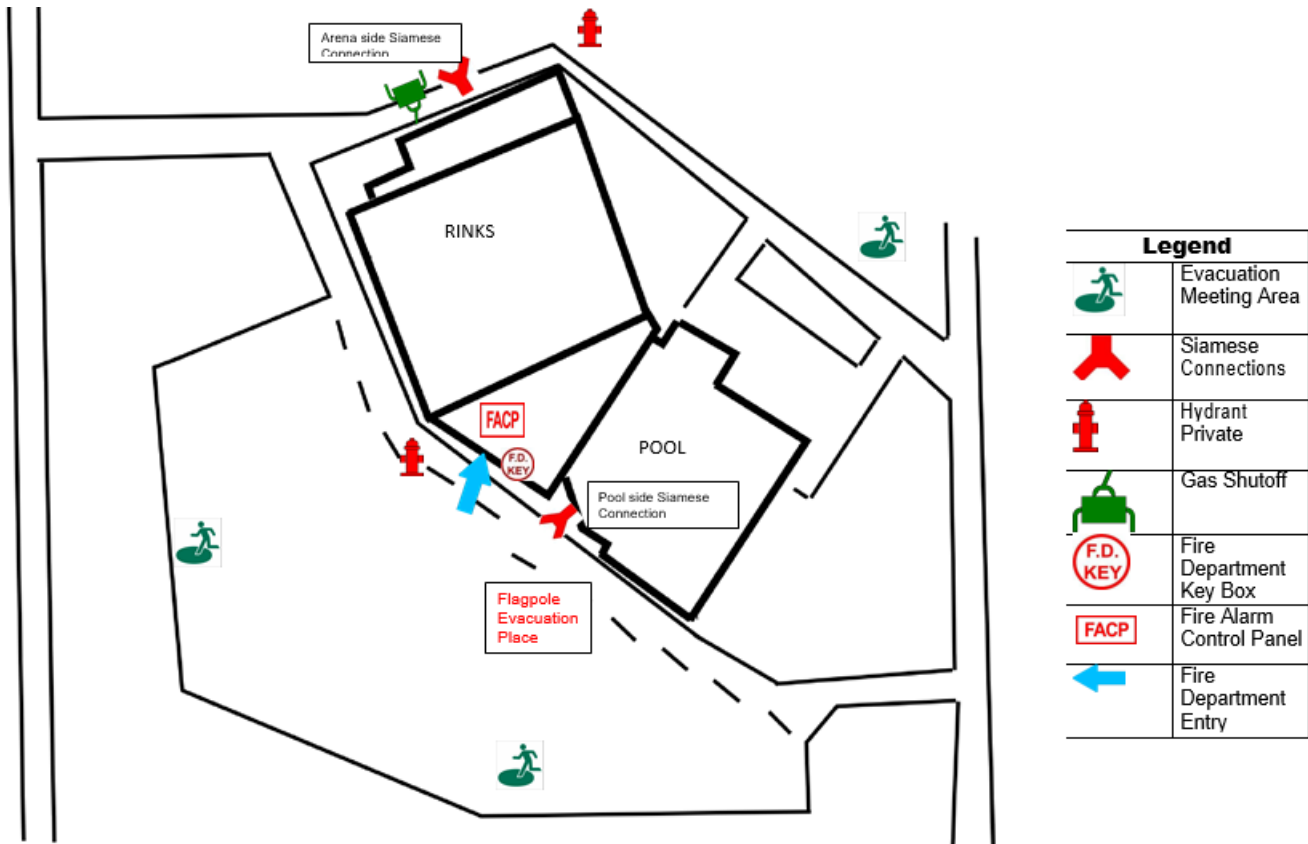 Arena side Siamese
Connection
RINKS
FACP
F.D.
KEY
POOL
Pool side Siamese
Connection
Flagpole
Evacuation
Place
Legend
Evacuation
Meeting Area
Siamese
Connections
Hydrant
Private
Gas Shutoff
F.D.
KEY
Fire
Department
Key Box
FACP
Fire Alarm
Control Panel
Fire
Department
Entry